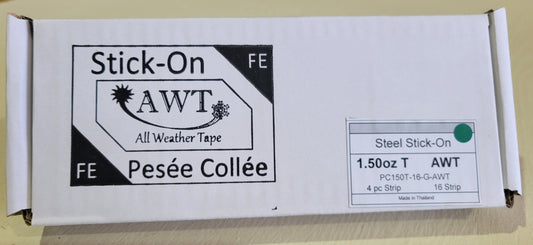 Stick-On
FE
AWT
All Weather Tape
FE
Pesée Collée
Steel Stick-On
1.50oz T AWT
PC150T-16-G-AWT
4 pc Strip 16 Strip
Made in Thailand